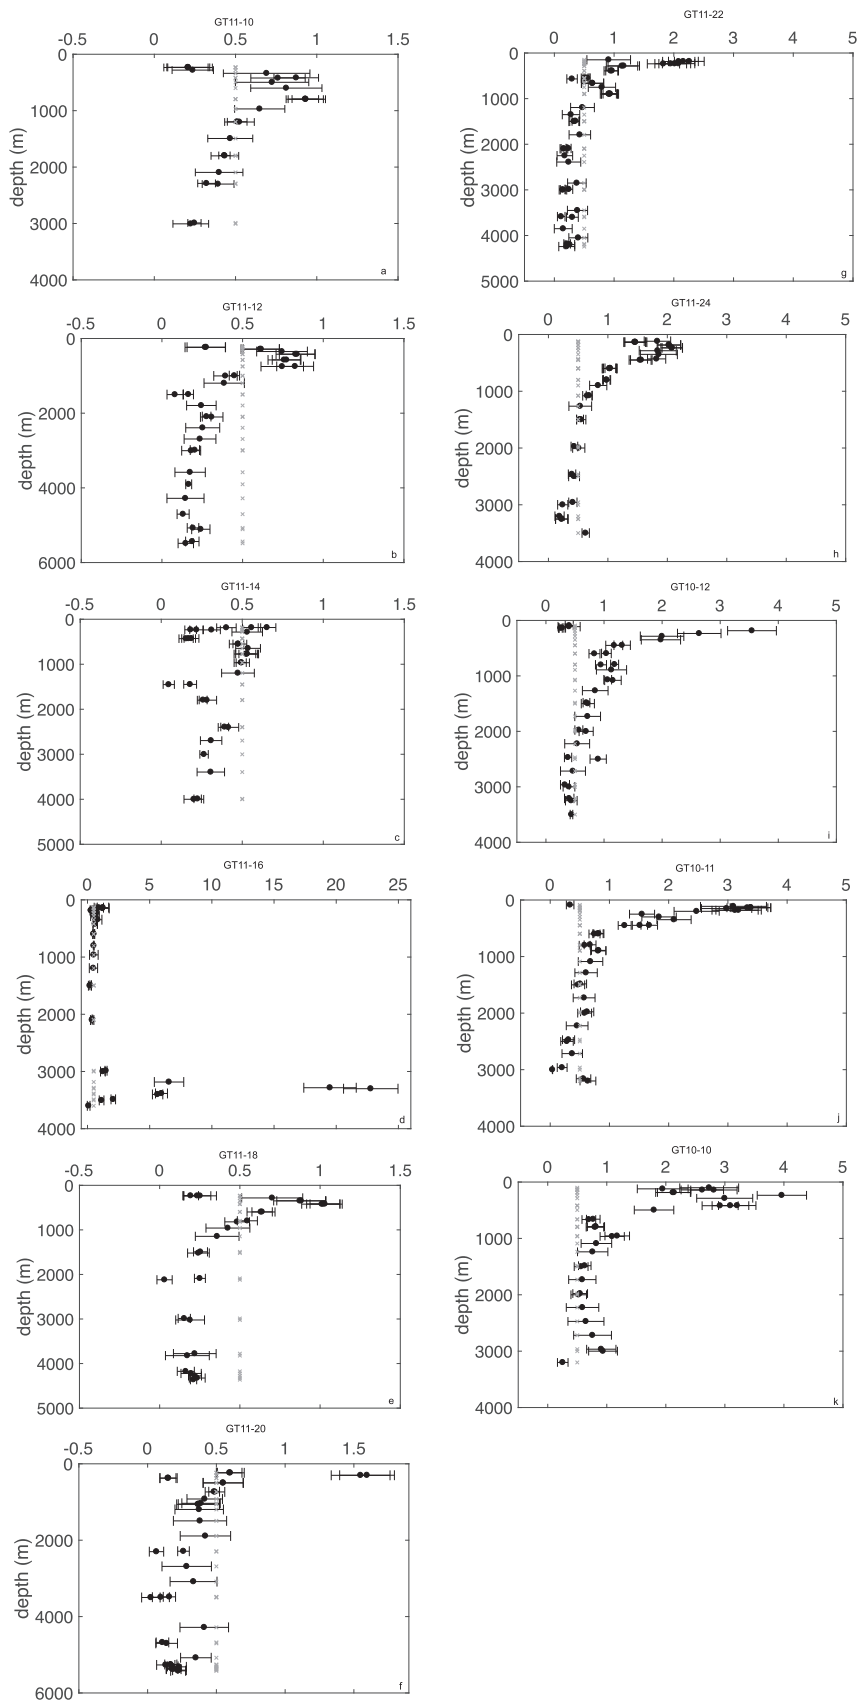 GT11-10
-0.5 0 0.5 1 1.5
0
1000
2000
3000
4000
depth (m)
a
GT11-12
-0.5 0 0.5 1 1.5
0
2000
4000
6000
depth (m)
b
GT11-14
-0.5 0 0.5 1 1.5
0
1000
2000
3000
4000
5000
depth (m)
c
GT11-16
0 5 10 15 20 25
0
1000
2000
3000
4000
depth (m)
d
GT11-18
-0.5 0 0.5 1 1.5
0
1000
2000
3000
4000
5000
depth (m)
e
GT11-20
-0.5 0 0.5 1 1.5
0
2000
4000
6000
depth (m)
f
GT11-22
0 1 2 3 4 5
0
1000
2000
3000
4000
5000
depth (m)
g
GT11-24
0 1 2 3 4 5
0
1000
2000
3000
4000
depth (m)
h
GT10-12
0 1 2 3 4 5
0
1000
2000
3000
4000
depth (m)
i
GT10-11
0 1 2 3 4 5
0
1000
2000
3000
4000
depth (m)
j
GT10-10
0 1 2 3 4 5
0
1000
2000
3000
4000
depth (m)
k